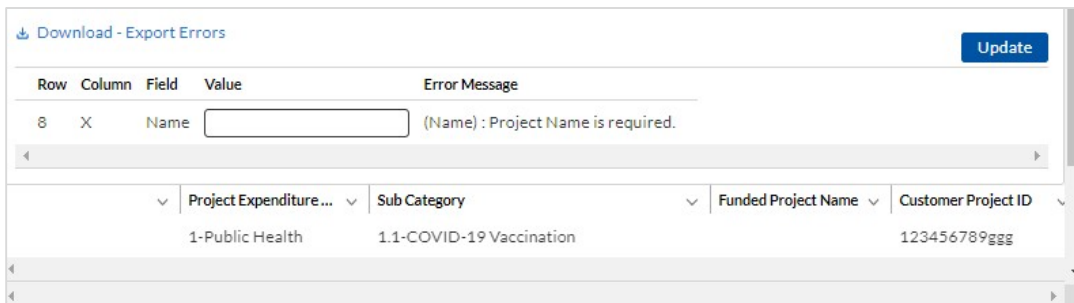 Download - Export Errors
Update
Row Column Field Value Error Message
8 X Name (Name) : Project Name is required.
Project Expenditure ... Sub Category Funded Project Name Customer Project ID
1-Public Health 1.1-COVID-19 Vaccination 123456789ggg